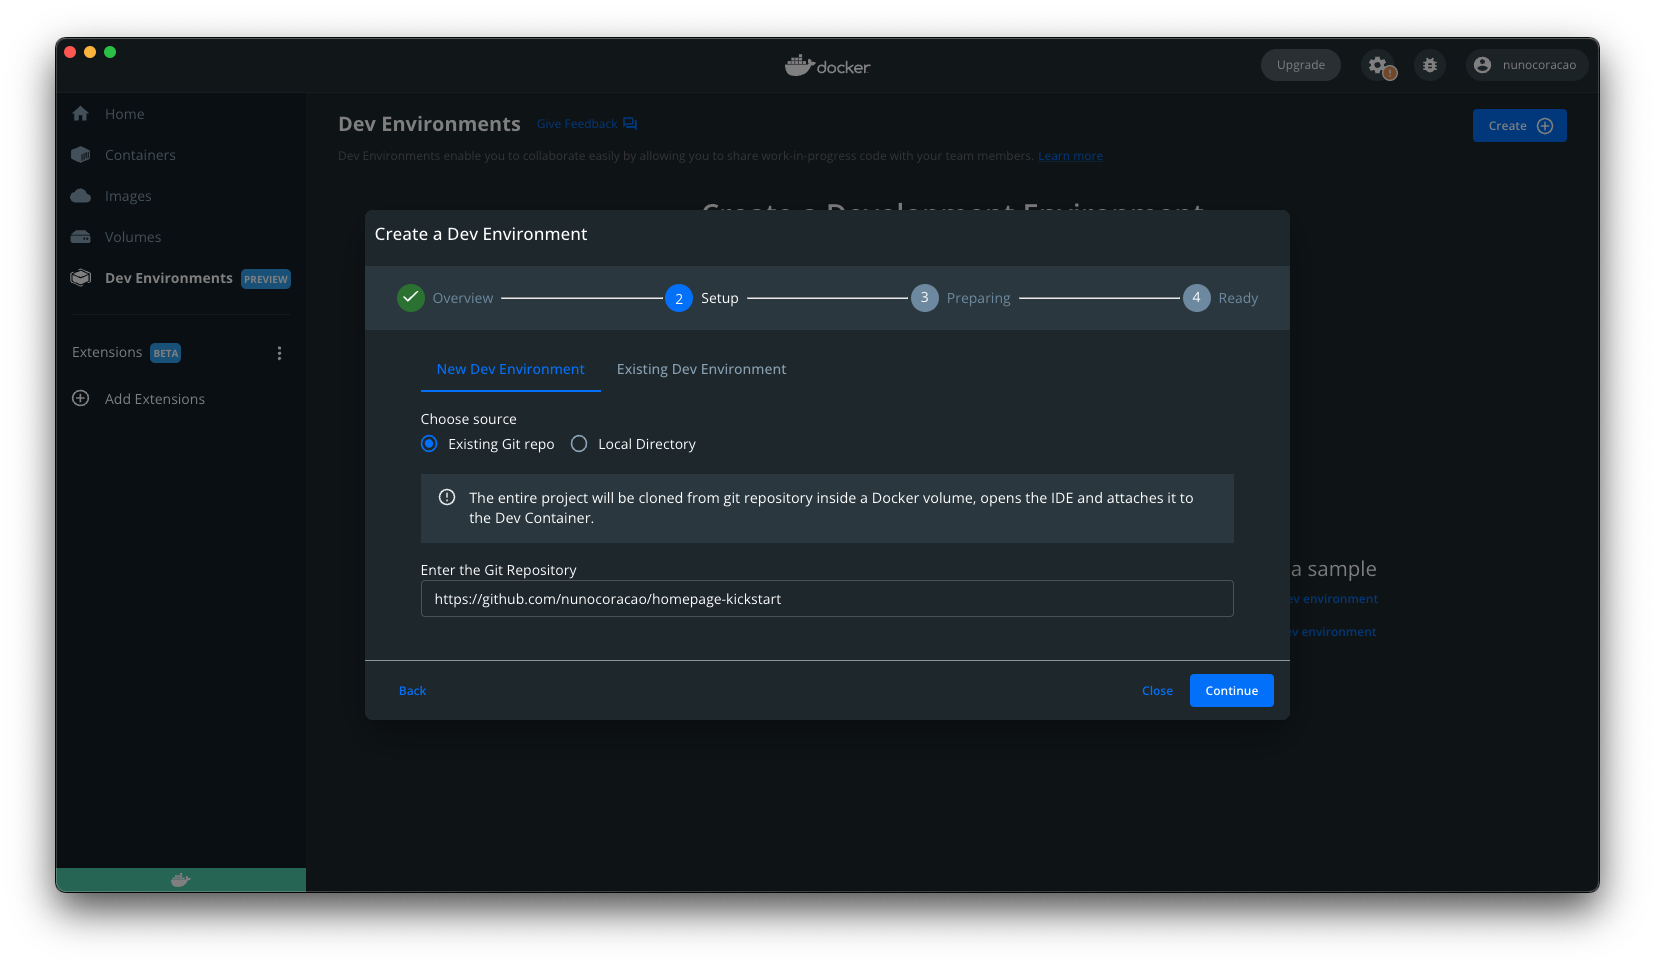 docker
Upgrade
!
nunocoracao
Home
Containers
Images
Volumes
Dev Environments PREVIEW
Extensions BETA
Add Extensions
Dev Environments Give Feedback
Create
Dev Environments enable you to collaborate easily by allowing you to share work-in-progress code with your team members. Learn more
Create a Development Environment
Create a Dev Environment
Overview
2 Setup
3 Preparing
4 Ready
New Dev Environment
Existing Dev Environment
Choose source
Existing Git repo
Local Directory
The entire project will be cloned from git repository inside a Docker volume, opens the IDE and attaches it to
the Dev Container.
Enter the Git Repository
https://github.com/nunocoracao/homepage-kickstart
a sample
ev environment
ev environment
Back
Close
Continue